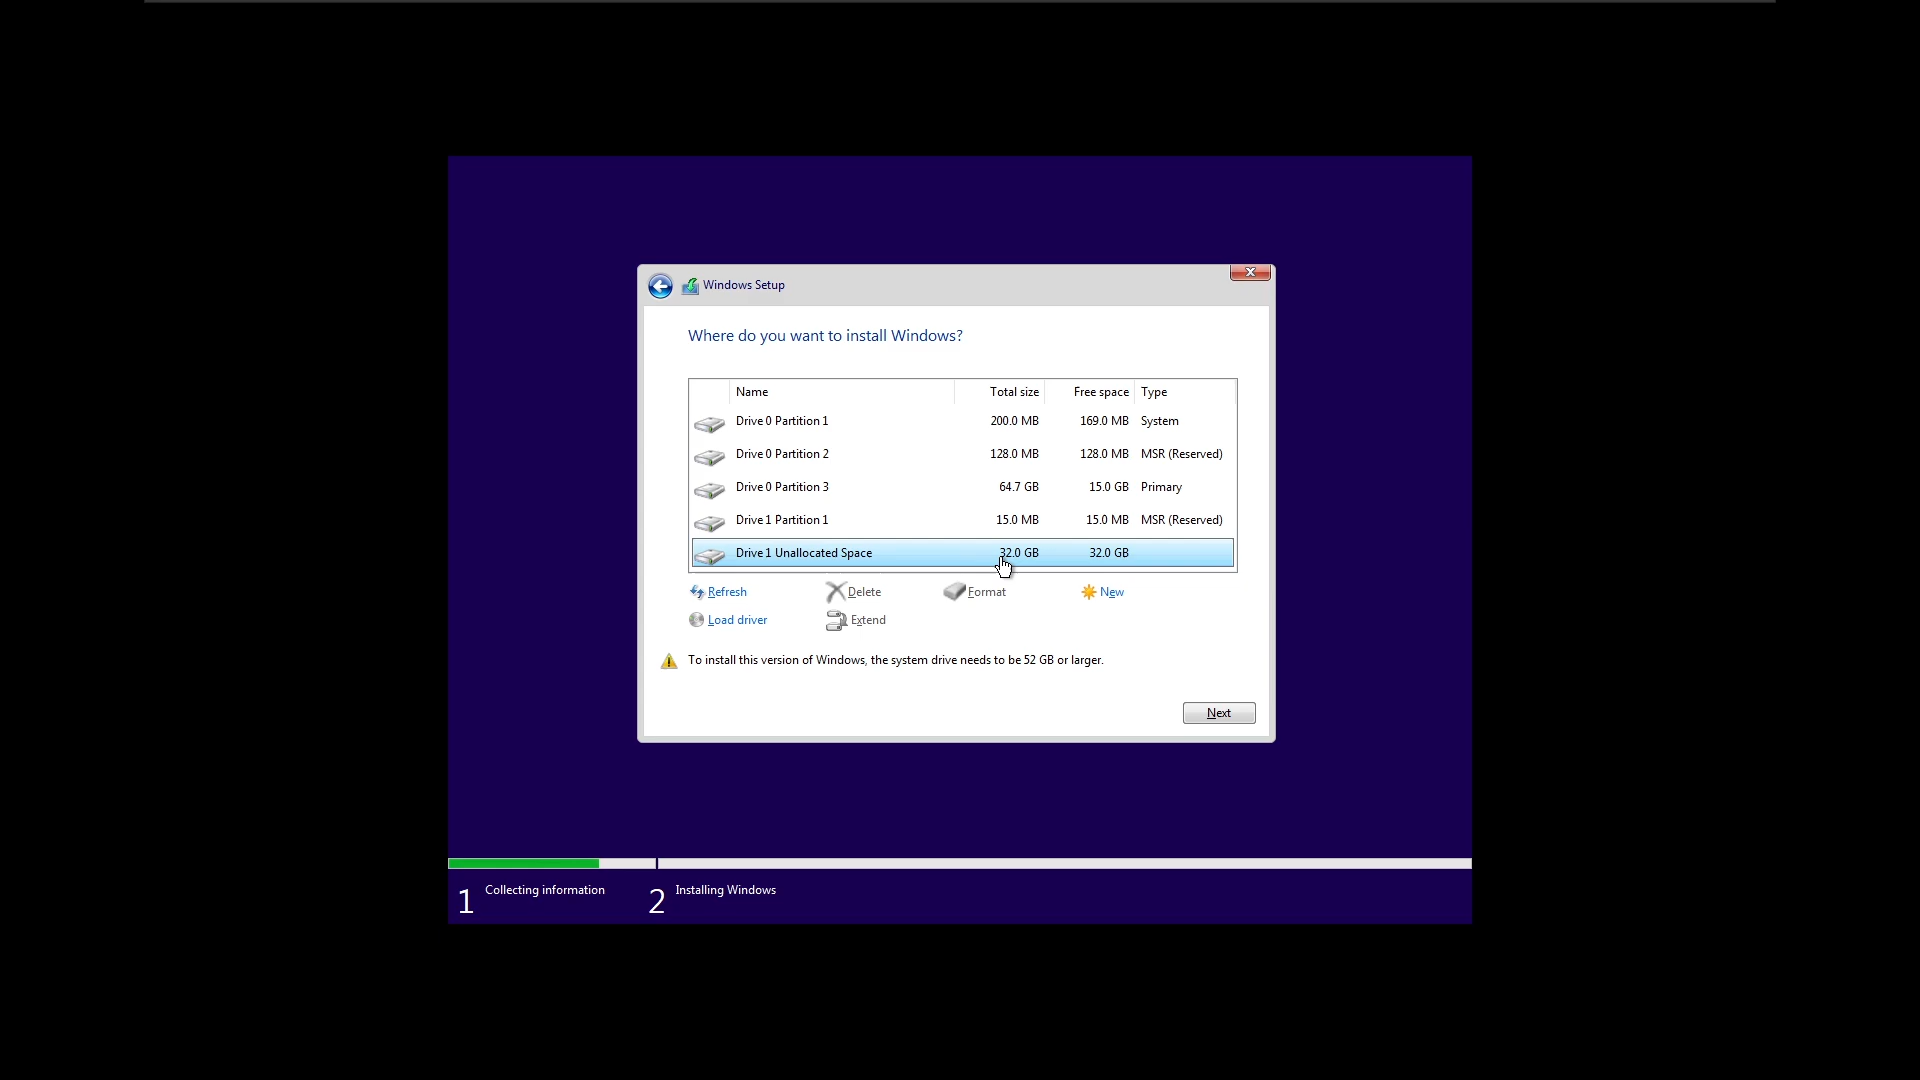 Windows Setup
Where do you want to install Windows?
Name Total size Free space Type
Drive 0 Partition 1 200.0 MB 169.0 MB System
Drive 0 Partition 2 128.0 MB 128.0 MB MSR (Reserved)
Drive 0 Partition 3 64.7 GB 15.0 GB Primary
Drive 1 Partition 1 15.0 MB 15.0 MB MSR (Reserved)
Drive 1 Unallocated Space 32.0 GB 32.0 GB
Refresh Delete Format New
Load driver Extend
To install this version of Windows, the system drive needs to be 52 GB or larger.
Next
1 Collecting information 2 Installing Windows